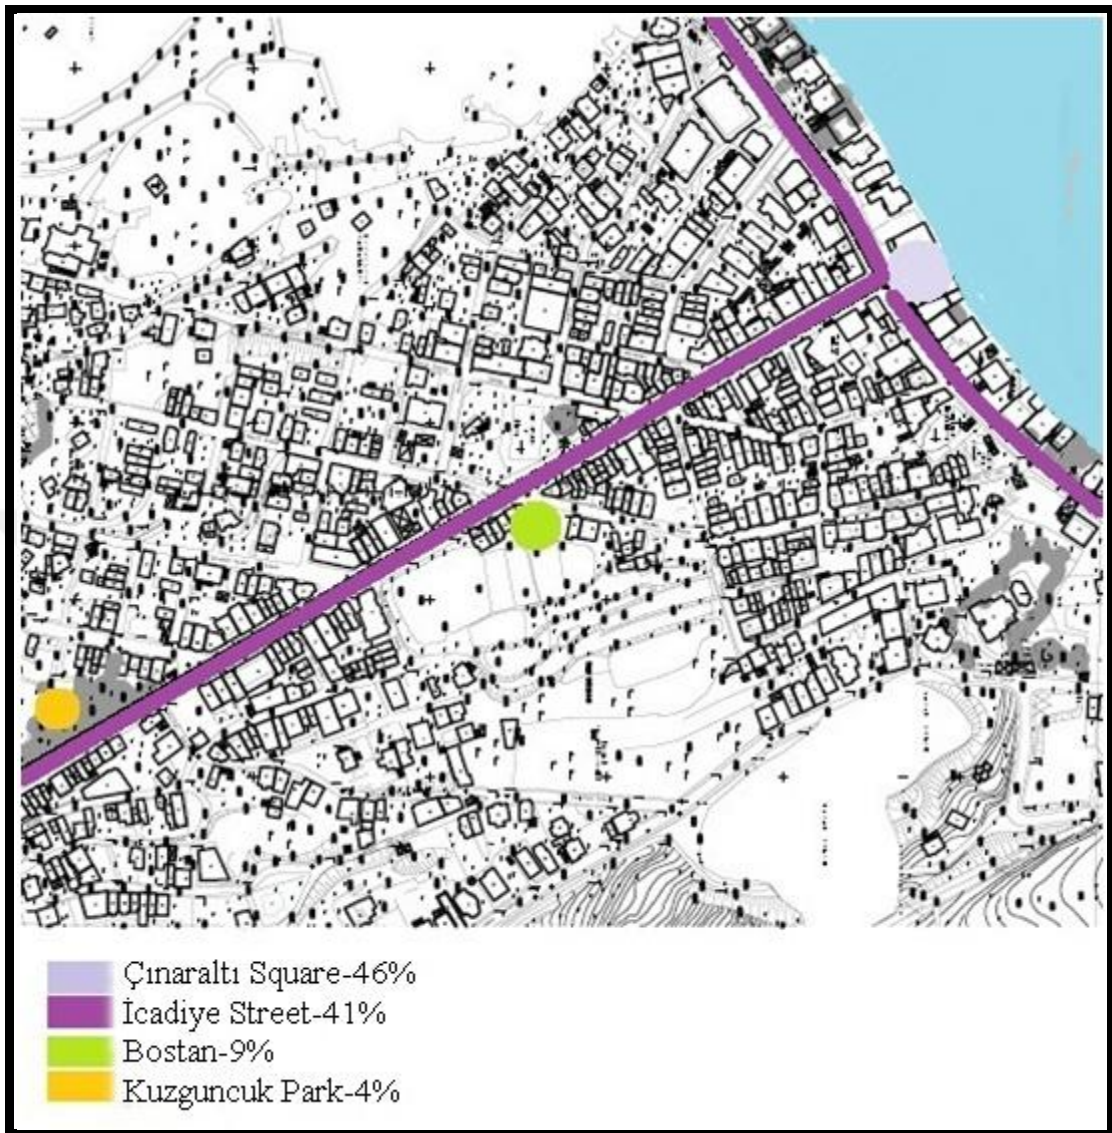 Çınaraltı Square-46%
İcadiye Street-41%
Bostan-9%
Kuzguncuk Park-4%